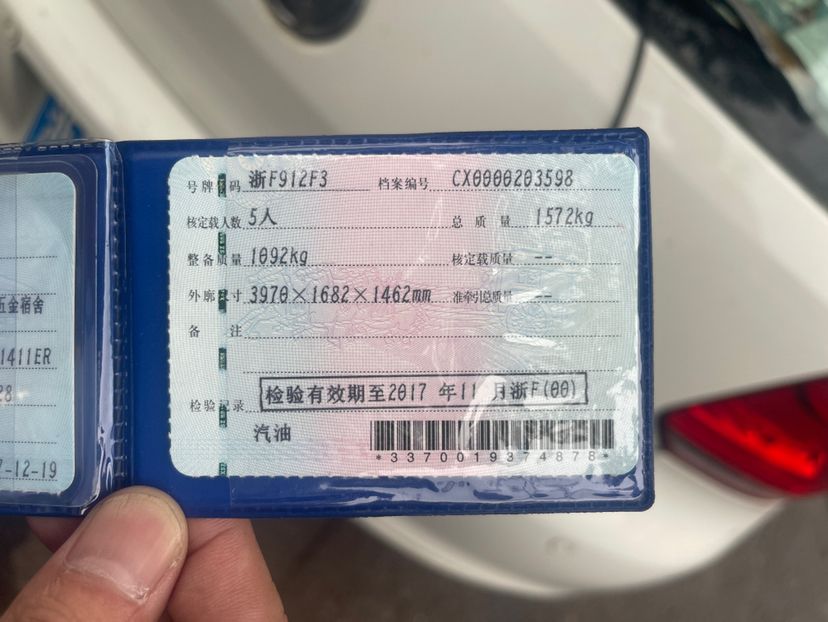 五金宿舍
1411ER
28
7-12-19
号牌号码 浙F912F3 档案编号 CX0000203598
核定载人数 5人 总质量 1572kg
整备质量 1092kg 核定载质量 --
外廓尺寸 3970×1682×1462mm 准牵引总质量 --
备注
检验记录 检验有效期至2017 年11 月浙F(00)
汽油
*3370019374878*